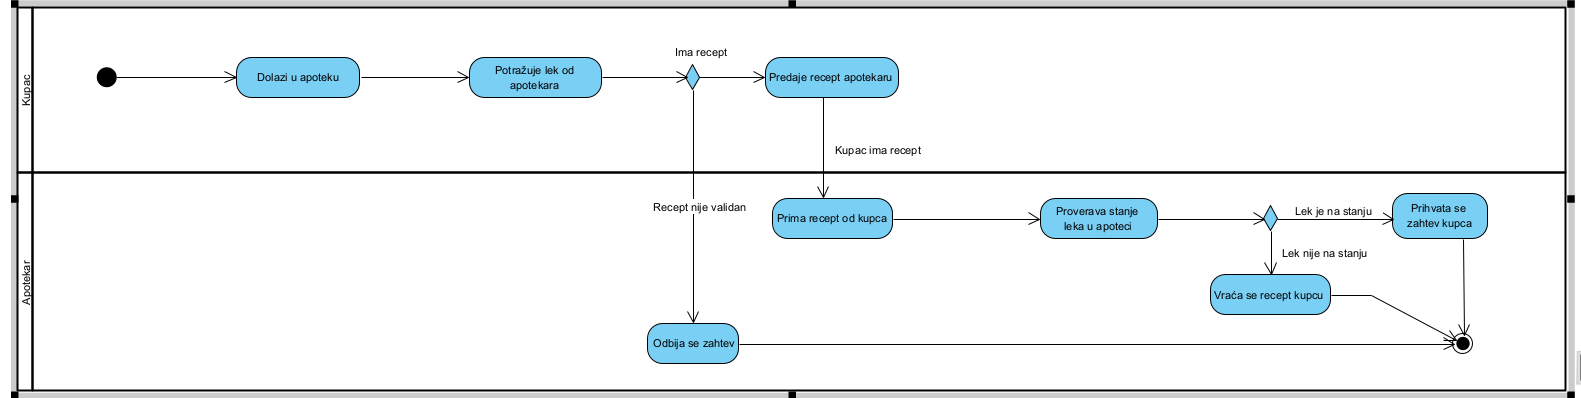 Kupac
Dolazi u apoteku
Potražuje lek od
apotekara
Ima recept
Predaje recept apotekaru
Kupac ima recept
Apotekar
Recept nije validan
Prima recept od kupca
Proverava stanje
leka u apoteci
Lek je na stanju
Prihvata se
zahtev kupca
Lek nije na stanju
Vraća se recept kupcu
Odbija se zahtev